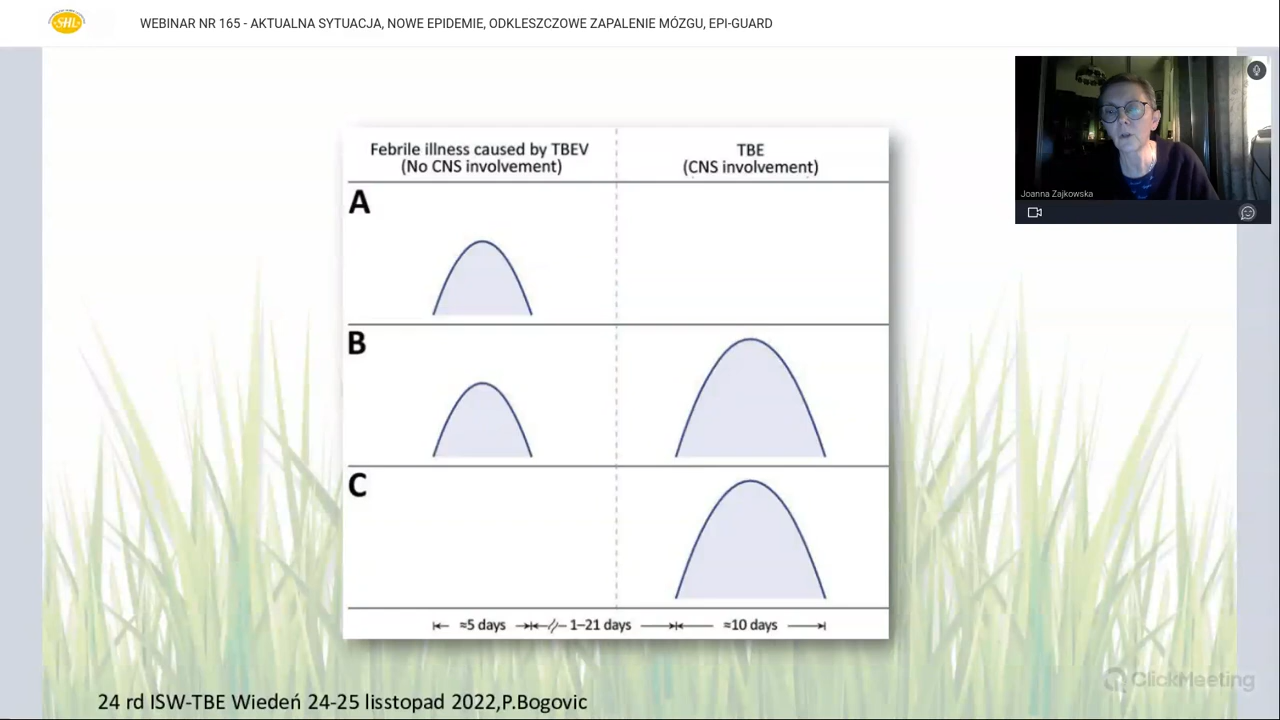 SHL
WEBINAR NR 165 - AKTUALNA SYTUACJA, NOWE EPIDEMIE, ODKLESZCZOWE ZAPALENIE MÓZGU, EPI-GUARD
Joanna Zajkowska
Febrile illness caused by TBEV
(No CNS involvement)
TBE
(CNS involvement)
A
B
C
≈5 days
1–21 days
≈10 days
ClickMeeting
24 rd ISW-TBE Wiedeń 24-25 lisstopad 2022,P.Bogovic